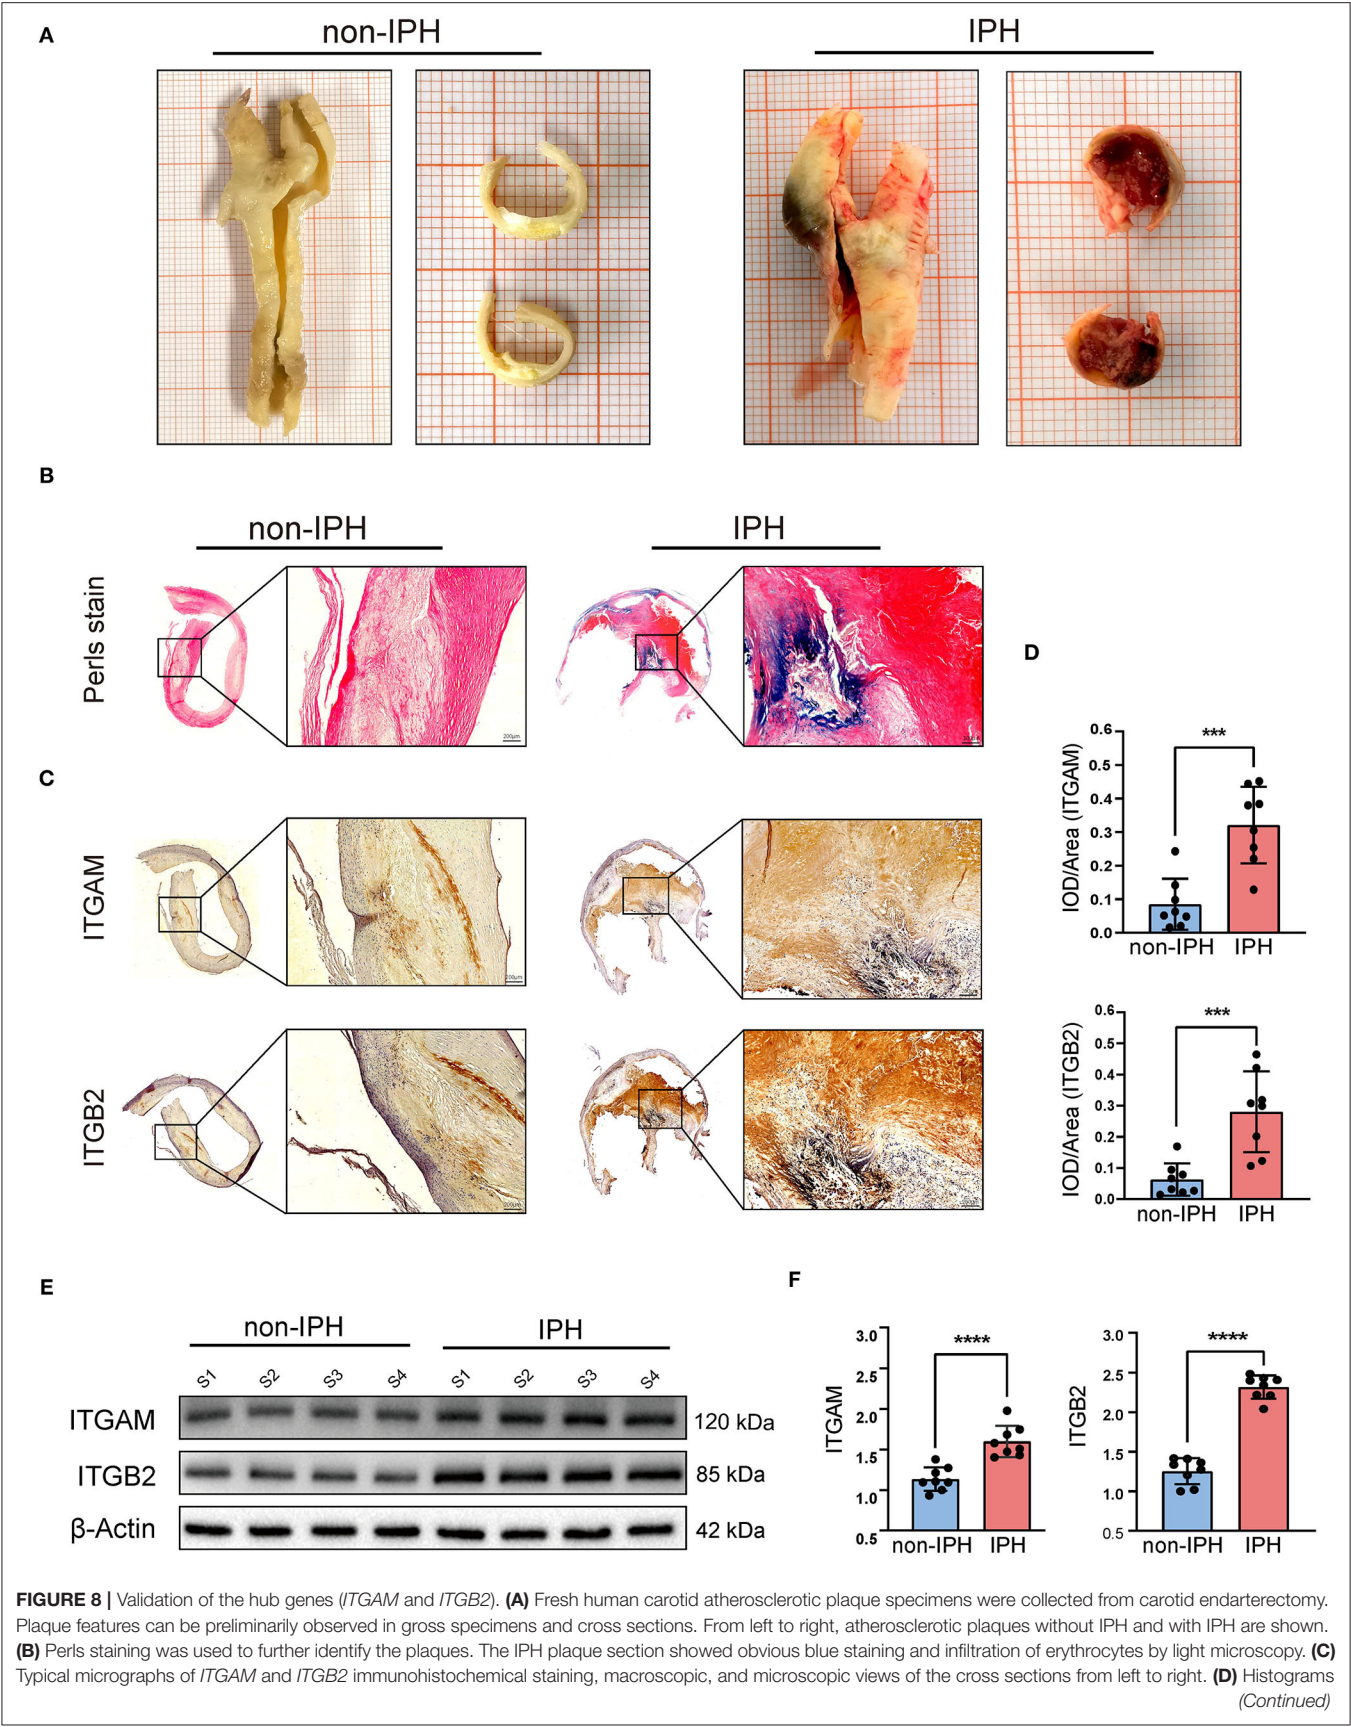 A
non-IPH
IPH
B
non-IPH
IPH
Perls stain
200μm
C
ITGAM
200μm
ITGB2
200μm
D
0.6
0.5
0.4
0.3
0.2
0.1
0.0
IOD/Area (ITGAM)
***
non-IPH
IPH
0.6
0.5
0.4
0.3
0.2
0.1
0.0
IOD/Area (ITGB2)
***
non-IPH
IPH
E
non-IPH
IPH
S1 S2 S3 S4 S1 S2 S3 S4
ITGAM 120 kDa
ITGB2 85 kDa
β-Actin 42 kDa
F
3.0
2.5
2.0
1.5
1.0
0.5
ITGAM
****
non-IPH IPH
3.0
2.5
2.0
1.5
1.0
0.5
ITGB2
****
non-IPH IPH
FIGURE 8 | Validation of the hub genes (ITGAM and ITGB2). (A) Fresh human carotid atherosclerotic plaque specimens were collected from carotid endarterectomy.
Plaque features can be preliminarily observed in gross specimens and cross sections. From left to right, atherosclerotic plaques without IPH and with IPH are shown.
(B) Perls staining was used to further identify the plaques. The IPH plaque section showed obvious blue staining and infiltration of erythrocytes by light microscopy. (C)
Typical micrographs of ITGAM and ITGB2 immunohistochemical staining, macroscopic, and microscopic views of the cross sections from left to right. (D) Histograms
(Continued)